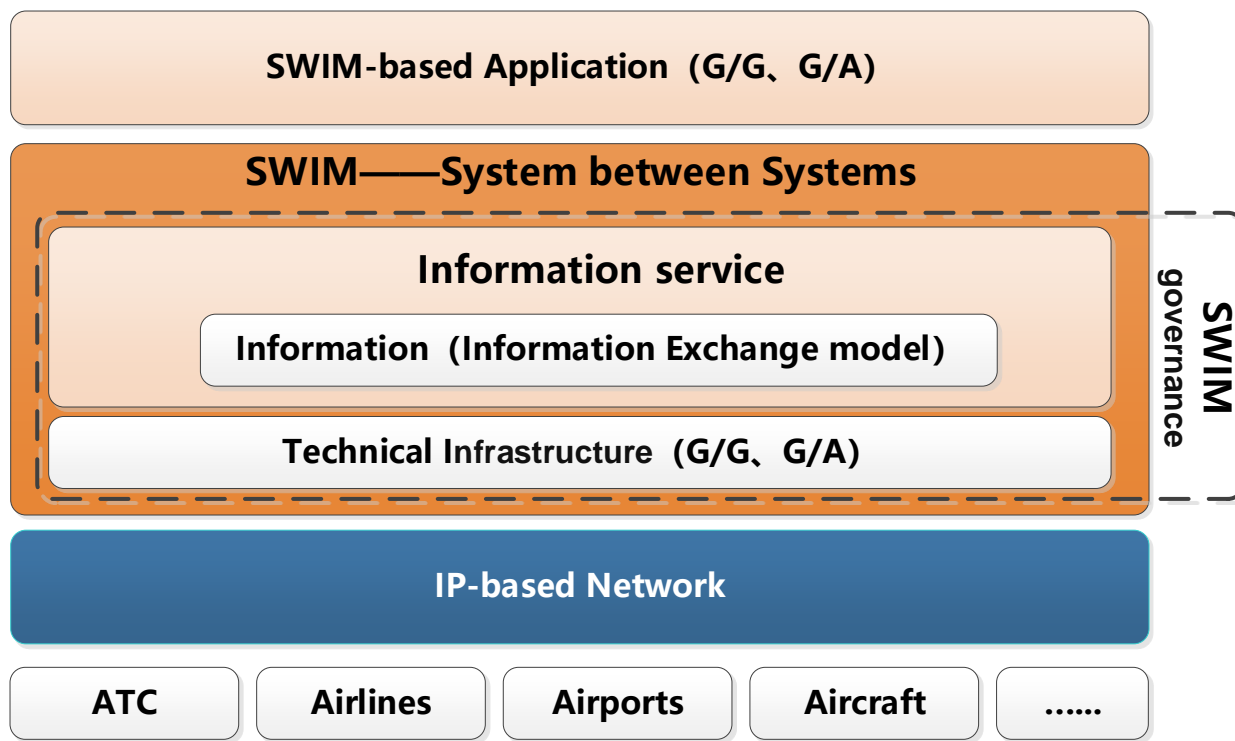 SWIM-based Application（G/G、G/A）
SWIM——System between Systems
Information service
Information（Information Exchange model）
Technical Infrastructure（G/G、G/A）
SWIM
governance
IP-based Network
ATC
Airlines
Airports
Aircraft
…...